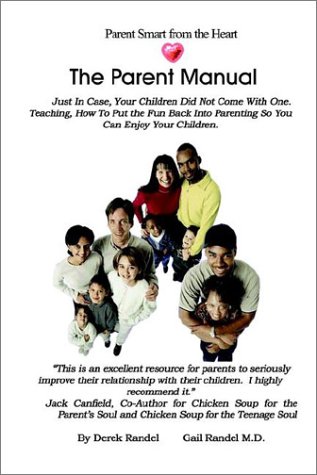 Parent Smart from the Heart
The Parent Manual
Just In Case, Your Children Did Not Come With One.
Teaching, How To Put the Fun Back Into Parenting So You
Can Enjoy Your Children.
"This is an excellent resource for parents to seriously
improve their relationship with their children. I highly
recommend it."
Jack Canfield, Co-Author for Chicken Soup for the
Parent's Soul and Chicken Soup for the Teenage Soul
By Derek Randel Gail Randel M.D.